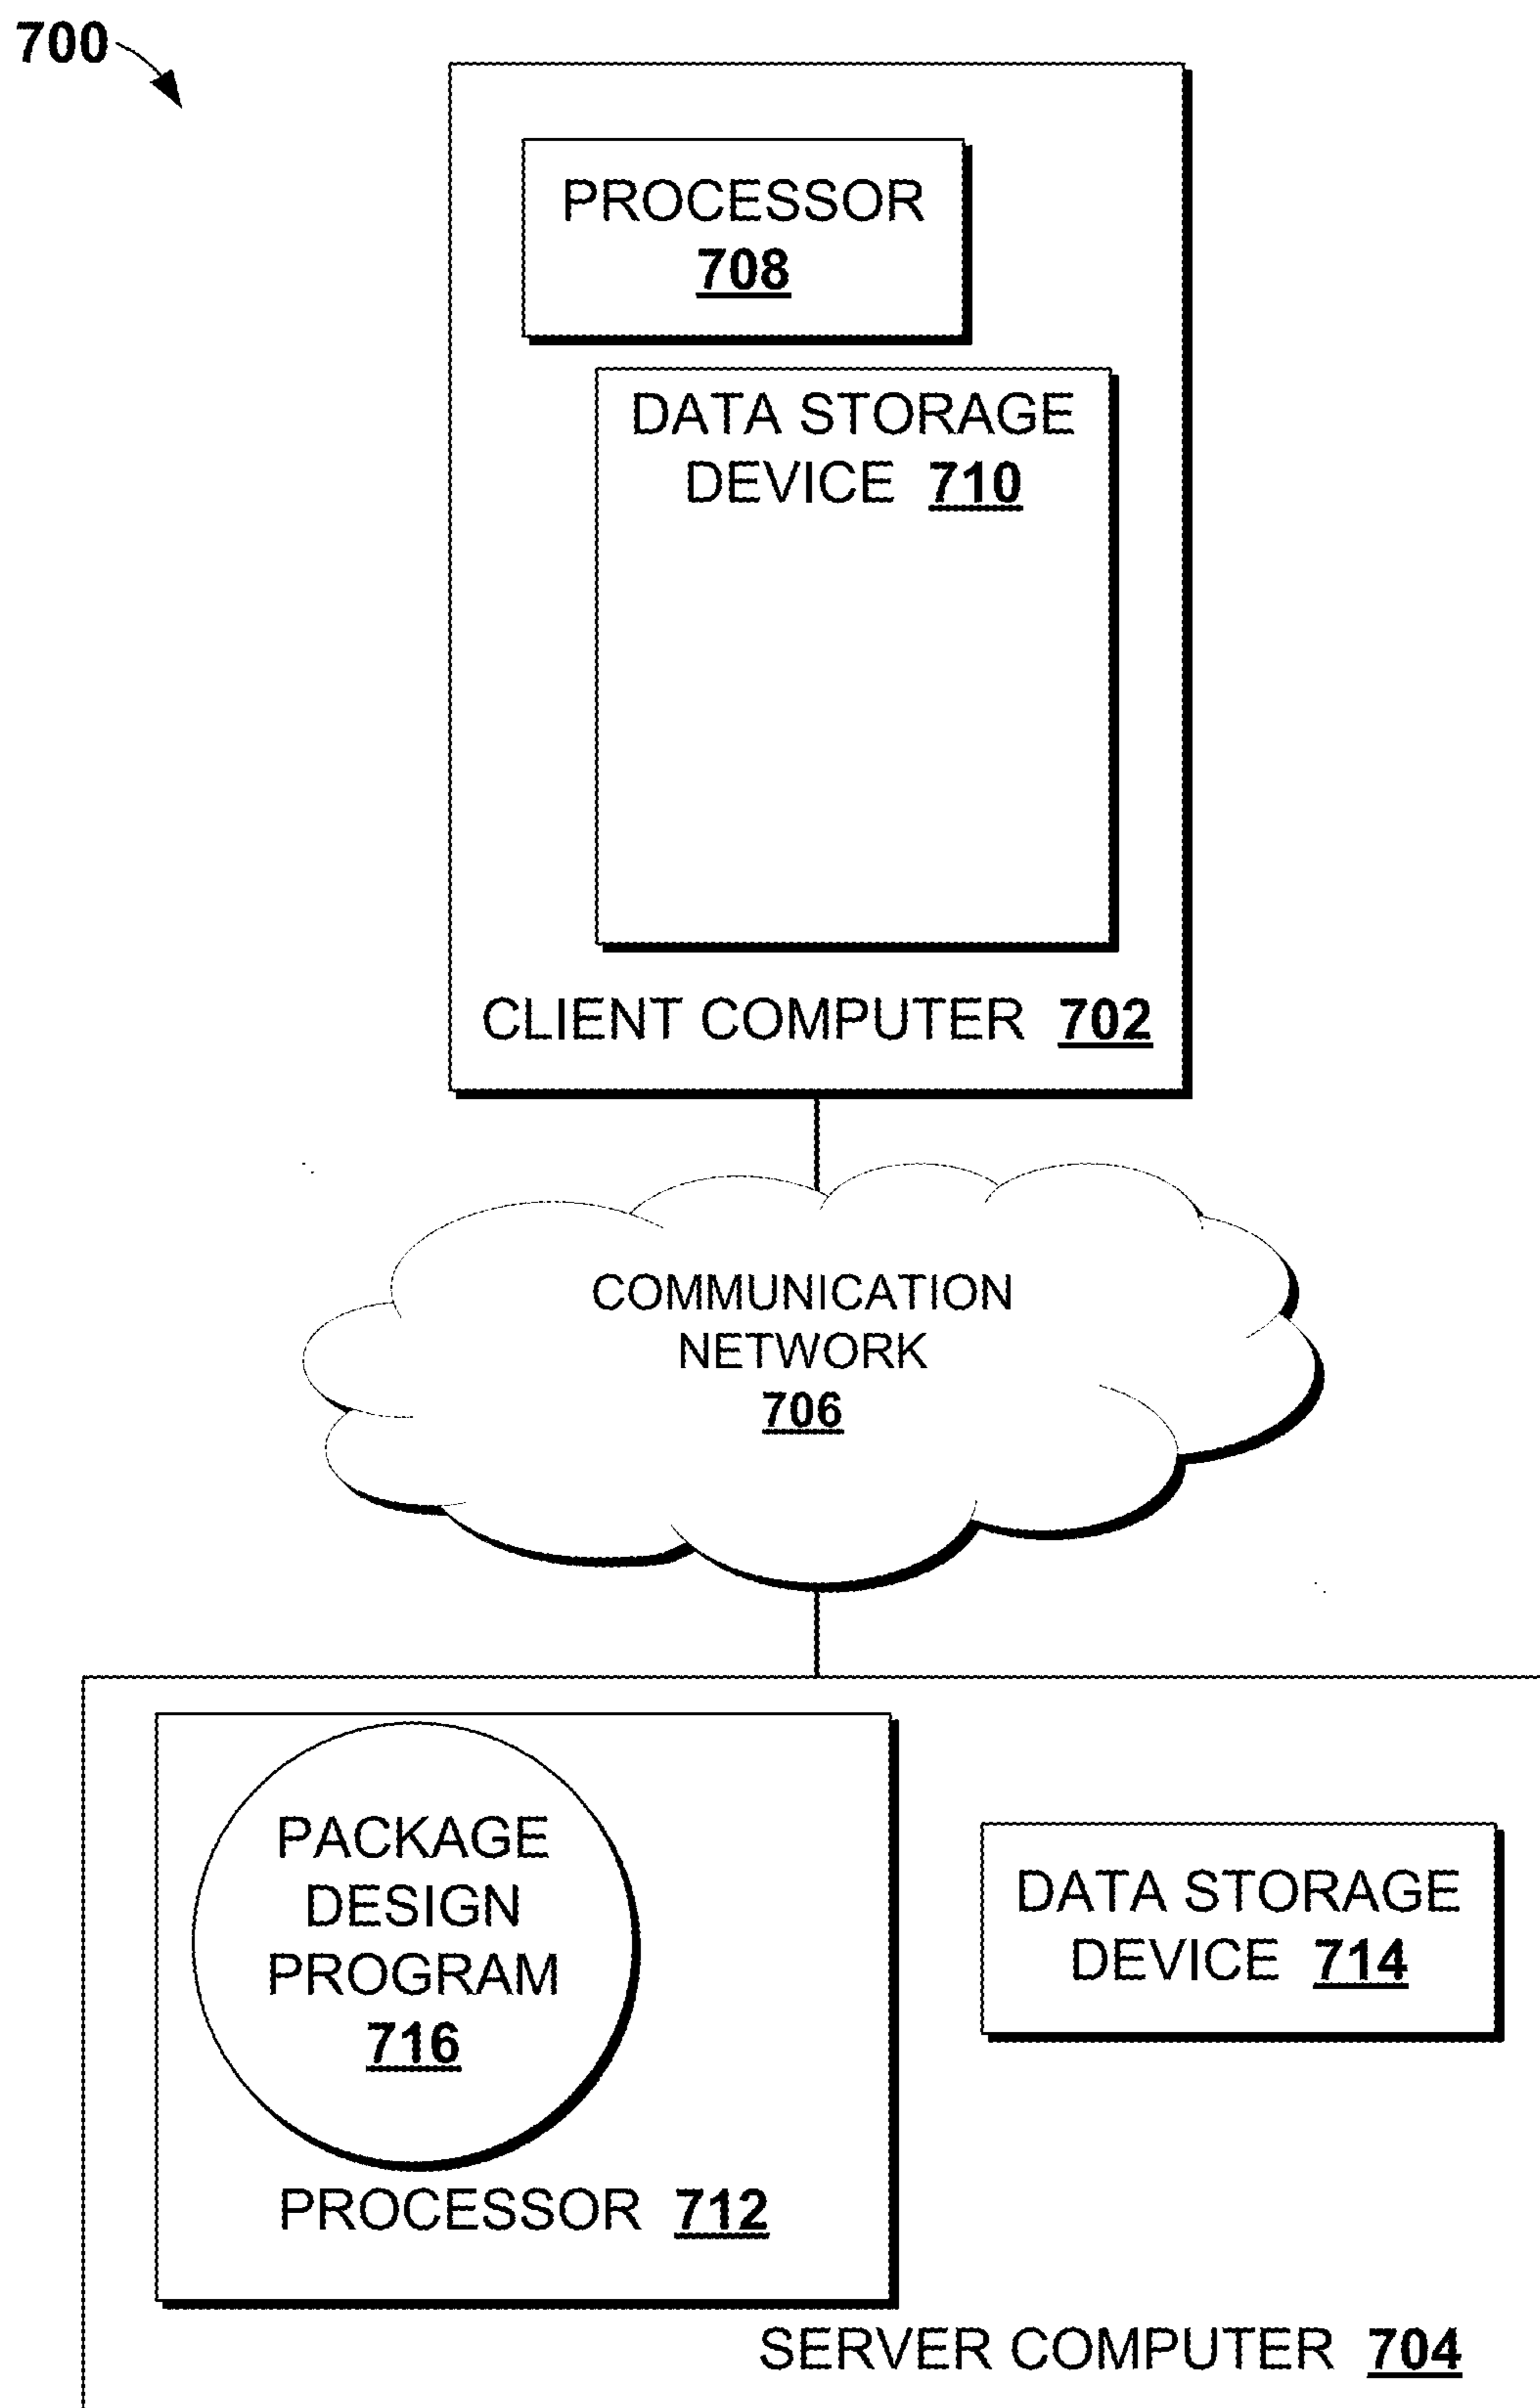 700
PROCESSOR
708
DATA STORAGE
DEVICE 710
CLIENT COMPUTER 702
COMMUNICATION
NETWORK
706
PACKAGE
DESIGN
PROGRAM
716
PROCESSOR 712
DATA STORAGE
DEVICE 714
SERVER COMPUTER 704